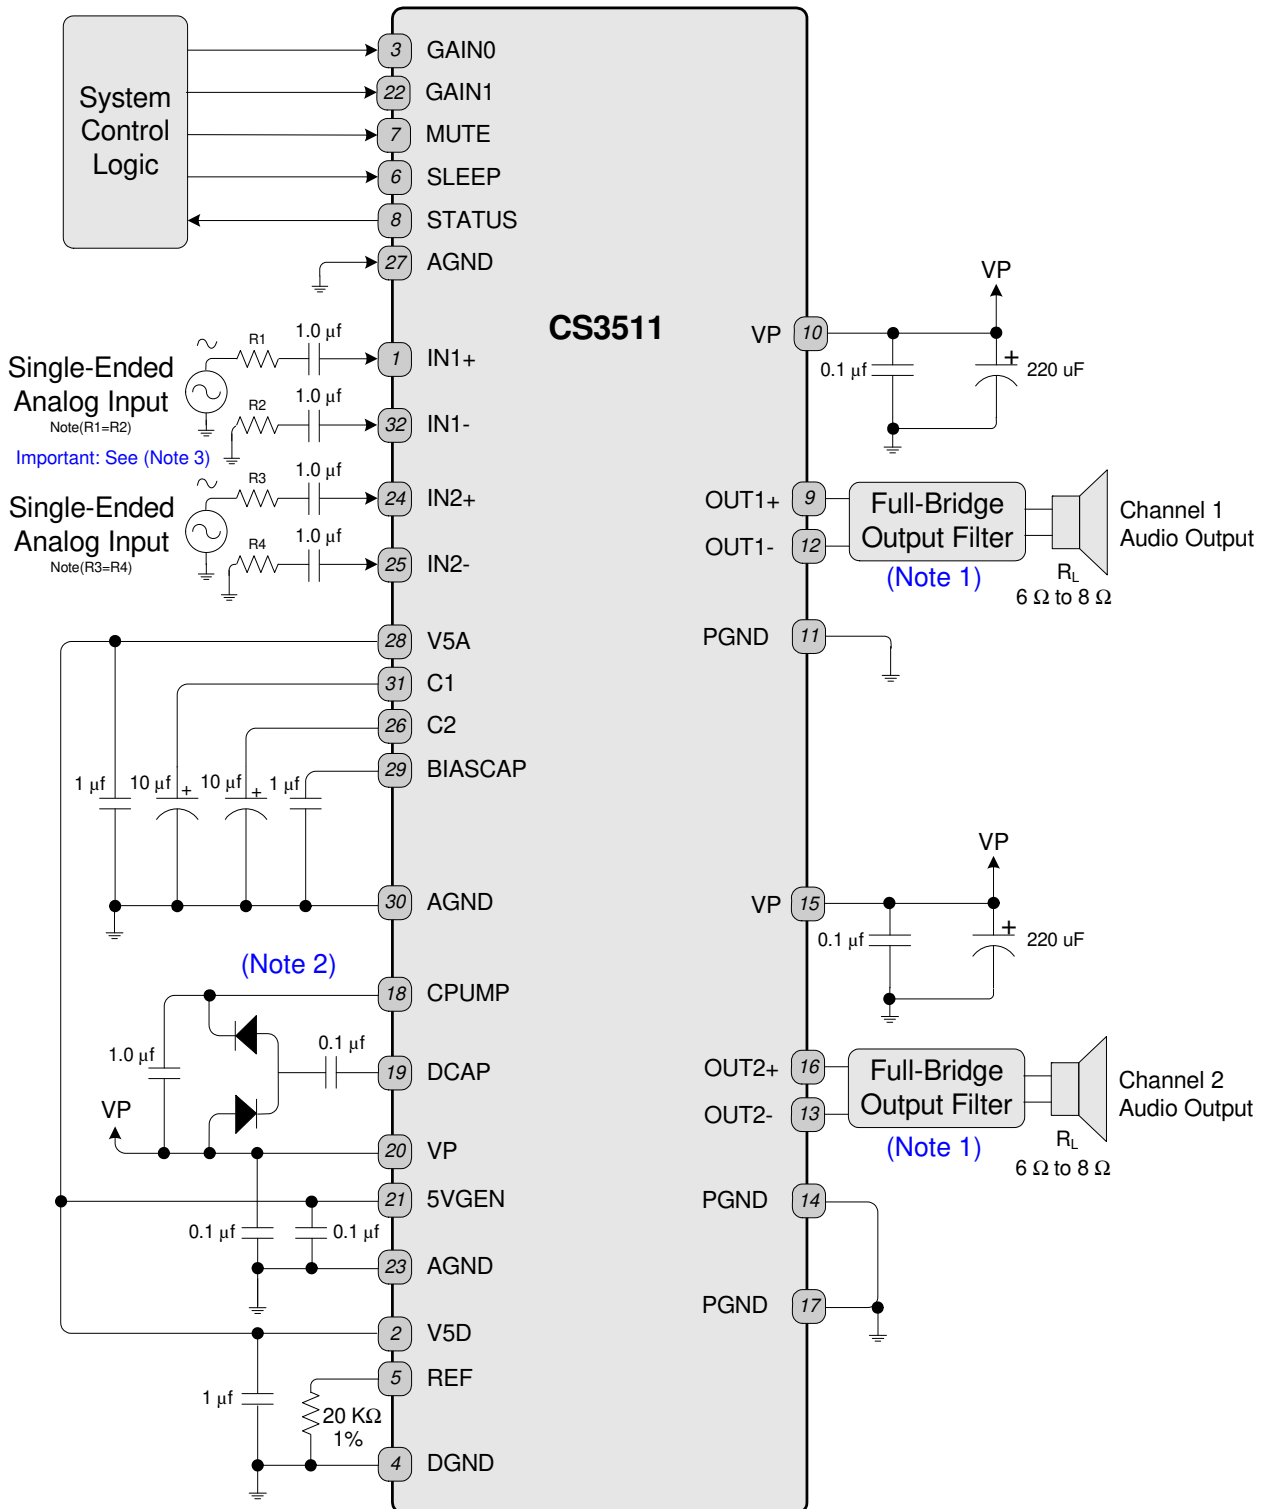 System
Control
Logic
3 GAIN0
22 GAIN1
7 MUTE
6 SLEEP
8 STATUS
27 AGND
CS3511
Single-Ended
Analog Input
Note(R1=R2)
R1 1.0 µf
1 IN1+
R2 1.0 µf
32 IN1-
Important: See (Note 3)
Single-Ended
Analog Input
Note(R3=R4)
R3 1.0 µf
24 IN2+
R4 1.0 µf
25 IN2-
28 V5A
31 C1
26 C2
29 BIASCAP
1 µf 10 µf + 10 µf + 1 µf
30 AGND
(Note 2)
18 CPUMP
1.0 µf
0.1 µf
19 DCAP
VP
20 VP
21 5VGEN
0.1 µf 0.1 µf
23 AGND
2 V5D
5 REF
1 µf
20 KΩ
1%
4 DGND
VP
VP 10
0.1 µf + 220 uF
OUT1+ 9
OUT1- 12
Full-Bridge
Output Filter
(Note 1)
Channel 1
Audio Output
RL
6 Ω to 8 Ω
PGND 11
VP
VP 15
0.1 µf + 220 uF
OUT2+ 16
OUT2- 13
Full-Bridge
Output Filter
(Note 1)
Channel 2
Audio Output
RL
6 Ω to 8 Ω
PGND 14
PGND 17